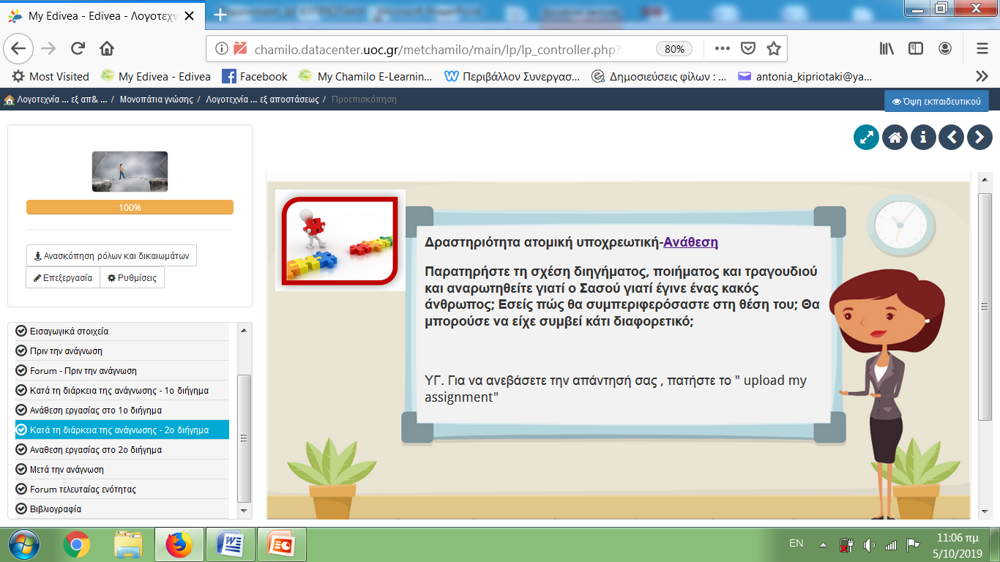 My Edivea - Edivea - Λογοτεχν
chamilo.datacenter.uoc.gr/metchamilo/main/lp/lp_controller.php?
80%
Most Visited
My Edivea - Edivea
Facebook
My Chamilo E-Learnin...
Περιβάλλον Συνεργασ...
Δημοσιεύσεις φίλων : ...
antonia_kipriotaki@ya...
Λογοτεχνία ... εξ απ& ... / Μονοπάτια γνώσης / Λογοτεχνία ... εξ αποστάσεως / Προεπισκόπηση
Όψη εκπαιδευτικού
100%
Ανασκόπηση ρόλων και δικαιωμάτων
Επεξεργασία
Ρυθμίσεις
Εισαγωγικά στοιχεία
Πριν την ανάγνωση
Forum - Πριν την ανάγνωση
Κατά τη διάρκεια της ανάγνωσης - 1ο διήγημα
Ανάθεση εργασίας στο 1ο διήγημα
Κατά τη διάρκεια της ανάγνωσης - 2ο διήγημα
Αναθεση εργασίας στο 2ο διήγημα
Μετά την ανάγνωση
Forum τελευταίας ενότητας
Βιβλιογραφία
Δραστηριότητα ατομική υποχρεωτική-Ανάθεση
Παρατηρήστε τη σχέση διηγήματος, ποιήματος και τραγουδιού
και αναρωτηθείτε γιατί ο Σασού γιατί έγινε ένας κακός
άνθρωπος; Εσείς πώς θα συμπεριφερόσαστε στη θέση του; Θα
μπορούσε να είχε συμβεί κάτι διαφορετικό;
ΥΓ. Για να ανεβάσετε την απάντησή σας , πατήστε το " upload my
assignment"
EN
11:06 πμ
5/10/2019